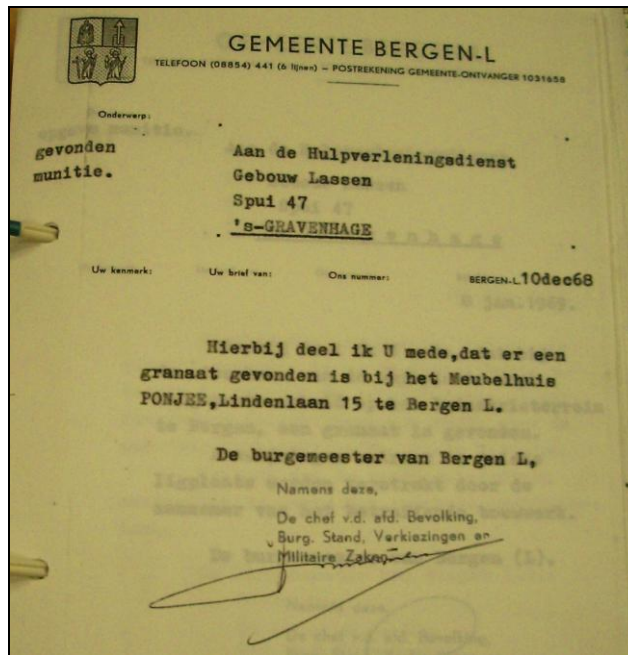 GEMEENTE BERGEN-L
TELEFOON (08854) 441 (6 lijnen) – POSTREKENING GEMEENTE-ONTVANGER 1031658
Onderwerp:
gevonden
munitie.
Aan de Hulpverleningsdienst
Gebouw Lassen
Spui 47
's-GRAVENHAGE
Uw kenmerk: Uw brief van: Ons nummer: BERGEN-L. 10dec68
Hierbij deel ik U mede,dat er een
granaat gevonden is bij het Meubelhuis
PONJEE,Lindenlaan 15 te Bergen L.
De burgemeester van Bergen L,
Namens deze,
De chef v.d. afd. Bevolking,
Burg. Stand, Verkiezingen en
Militaire Zaken